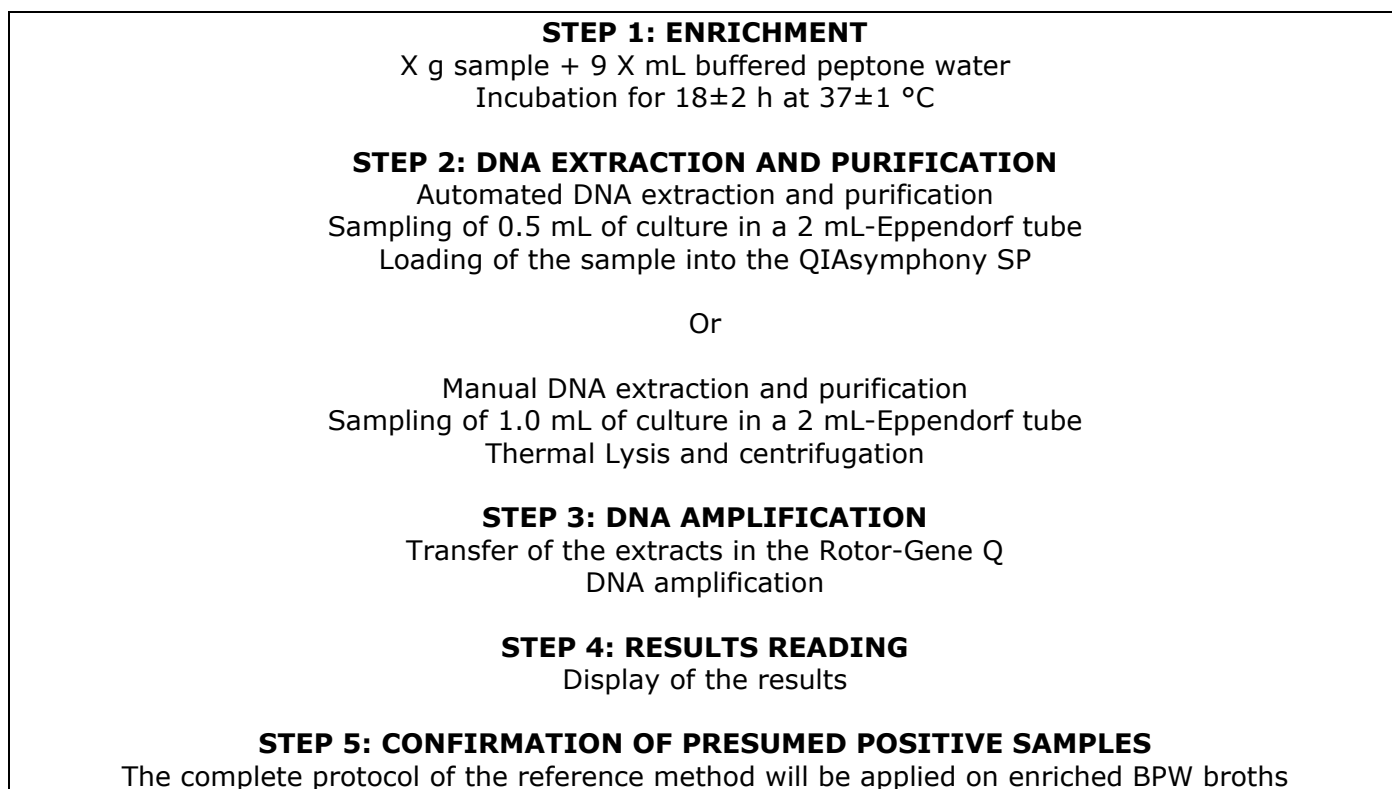 STEP 1: ENRICHMENT
X g sample + 9 X mL buffered peptone water
Incubation for 18±2 h at 37±1 °C
STEP 2: DNA EXTRACTION AND PURIFICATION
Automated DNA extraction and purification
Sampling of 0.5 mL of culture in a 2 mL-Eppendorf tube
Loading of the sample into the QIAsymphony SP
Or
Manual DNA extraction and purification
Sampling of 1.0 mL of culture in a 2 mL-Eppendorf tube
Thermal Lysis and centrifugation
STEP 3: DNA AMPLIFICATION
Transfer of the extracts in the Rotor-Gene Q
DNA amplification
STEP 4: RESULTS READING
Display of the results
STEP 5: CONFIRMATION OF PRESUMED POSITIVE SAMPLES
The complete protocol of the reference method will be applied on enriched BPW broths